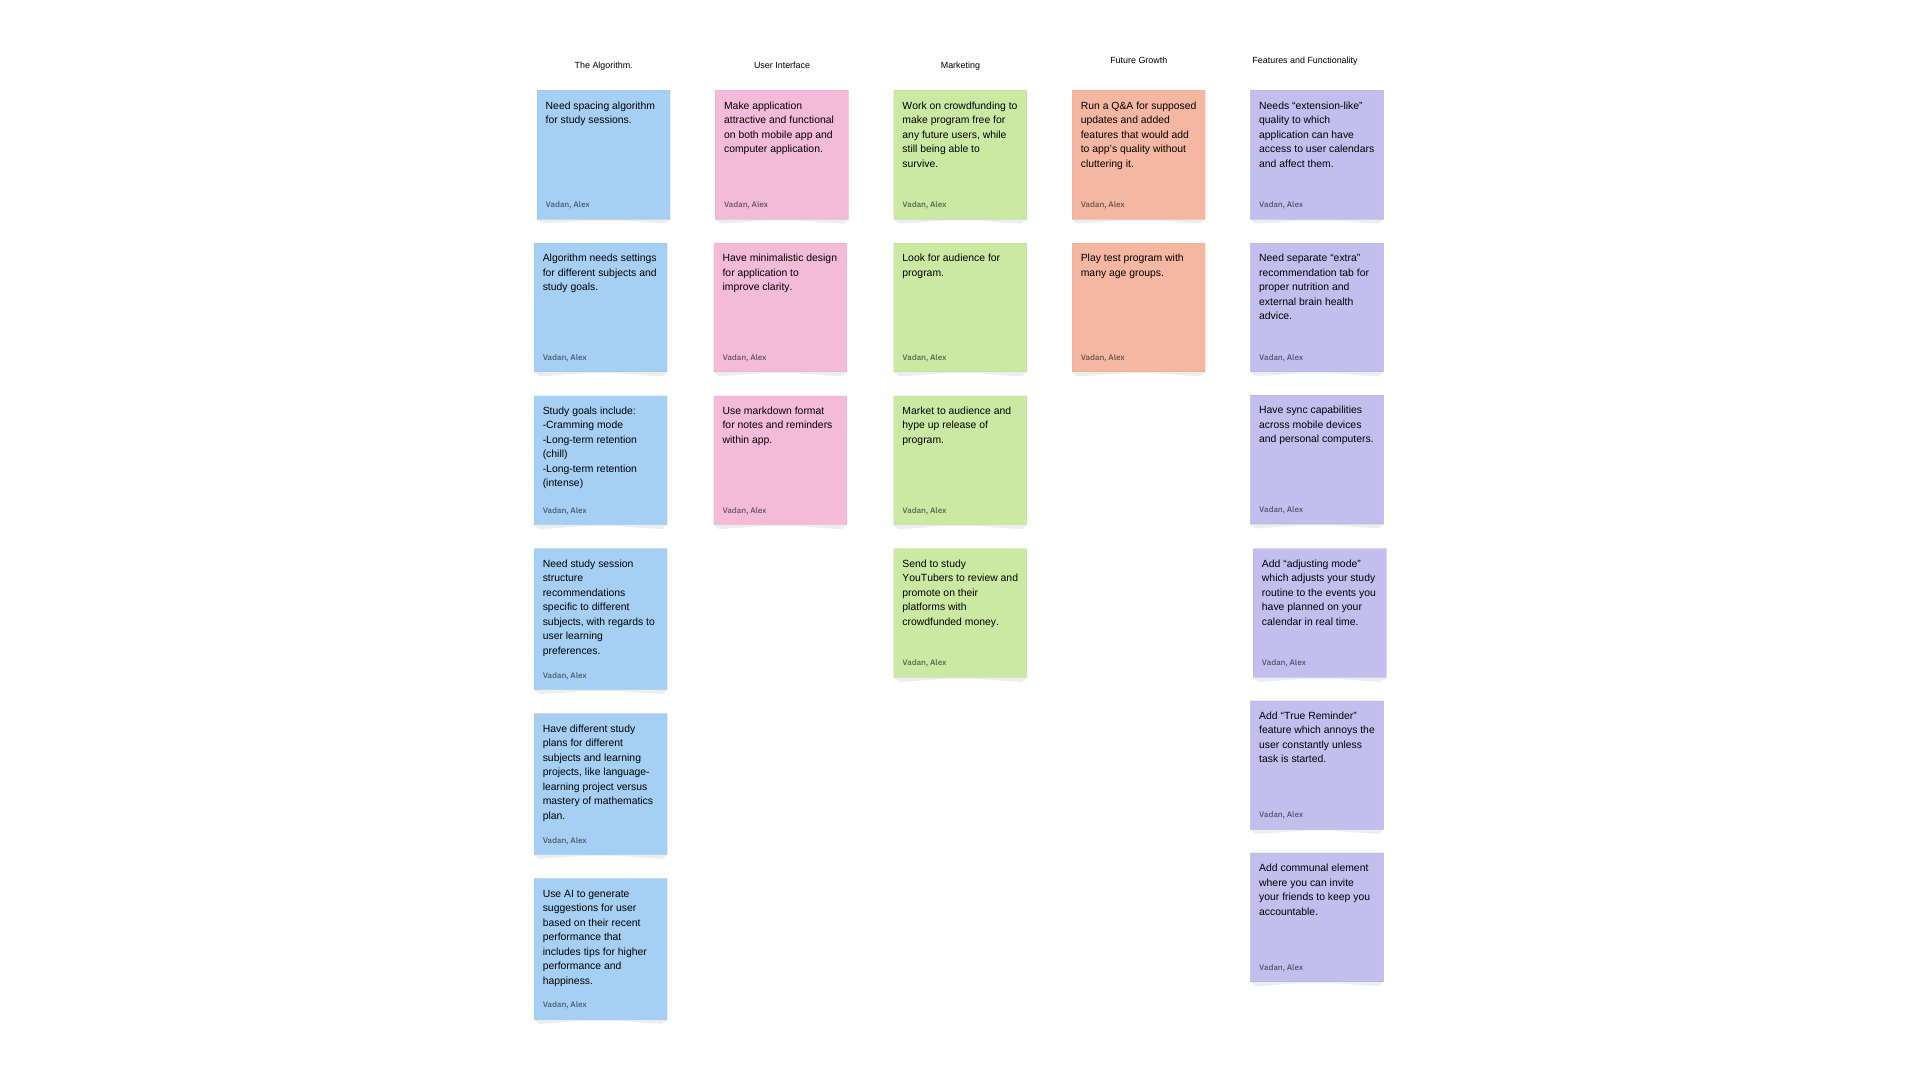 The Algorithm.
Need spacing algorithm
for study sessions.
Vadan, Alex
Algorithm needs settings
for different subjects and
study goals.
Vadan, Alex
Study goals include:
-Cramming mode
-Long-term retention
(chill)
-Long-term retention
(intense)
Vadan, Alex
Need study session
structure
recommendations
specific to different
subjects, with regards to
user learning
preferences.
Vadan, Alex
Have different study
plans for different
subjects and learning
projects, like language-
learning project versus
mastery of mathematics
plan.
Vadan, Alex
Use AI to generate
suggestions for user
based on their recent
performance that
includes tips for higher
performance and
happiness.
Vadan, Alex
User Interface
Make application
attractive and functional
on both mobile app and
computer application.
Vadan, Alex
Have minimalistic design
for application to
improve clarity.
Vadan, Alex
Use markdown format
for notes and reminders
within app.
Vadan, Alex
Marketing
Work on crowdfunding to
make program free for
any future users, while
still being able to
survive.
Vadan, Alex
Look for audience for
program.
Vadan, Alex
Market to audience and
hype up release of
program.
Vadan, Alex
Send to study
YouTubers to review and
promote on their
platforms with
crowdfunded money.
Vadan, Alex
Future Growth
Run a Q&A for supposed
updates and added
features that would add
to app's quality without
cluttering it.
Vadan, Alex
Play test program with
many age groups.
Vadan, Alex
Features and Functionality
Needs “extension-like”
quality to which
application can have
access to user calendars
and affect them.
Vadan, Alex
Need separate “extra”
recommendation tab for
proper nutrition and
external brain health
advice.
Vadan, Alex
Have sync capabilities
across mobile devices
and personal computers.
Vadan, Alex
Add “adjusting mode”
which adjusts your study
routine to the events you
have planned on your
calendar in real time.
Vadan, Alex
Add “True Reminder”
feature which annoys the
user constantly unless
task is started.
Vadan, Alex
Add communal element
where you can invite
your friends to keep you
accountable.
Vadan, Alex